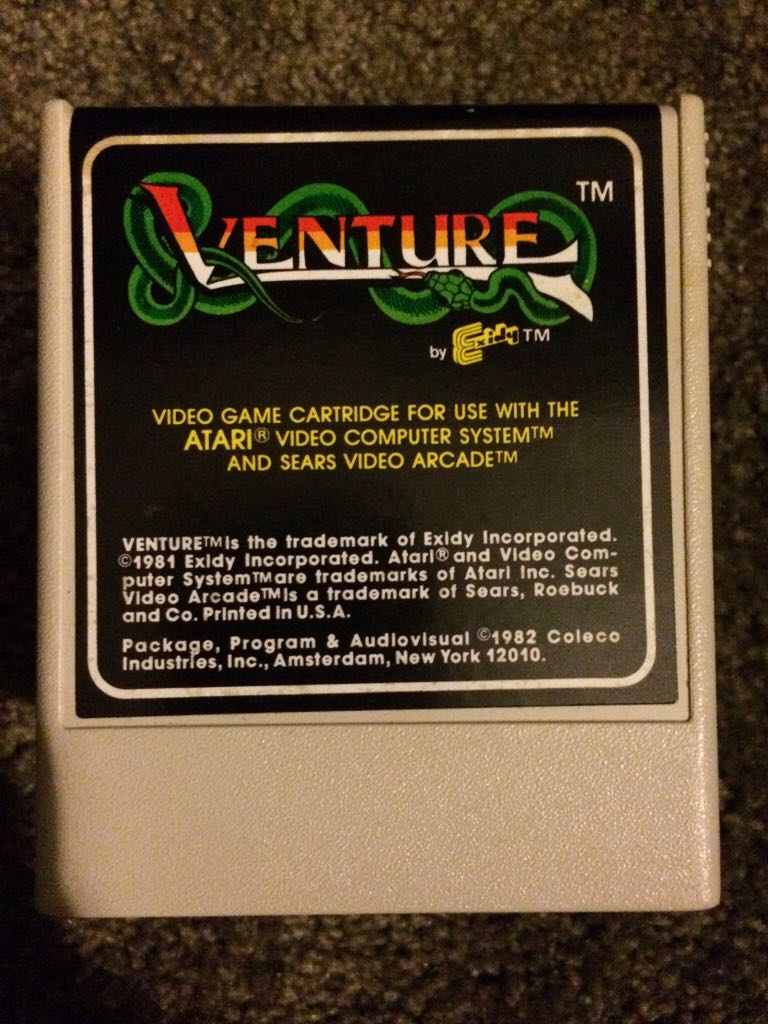 VENTURE TM
by Exidy TM
VIDEO GAME CARTRIDGE FOR USE WITH THE
ATARI® VIDEO COMPUTER SYSTEM™
AND SEARS VIDEO ARCADE™
VENTURE™ is the trademark of Exidy Incorporated.
©1981 Exidy Incorporated. Atari® and Video Com-
puter System™ are trademarks of Atari Inc. Sears
Video Arcade™ is a trademark of Sears, Roebuck
and Co. Printed in U.S.A.
Package, Program & Audiovisual ©1982 Coleco
Industries, Inc., Amsterdam, New York 12010.